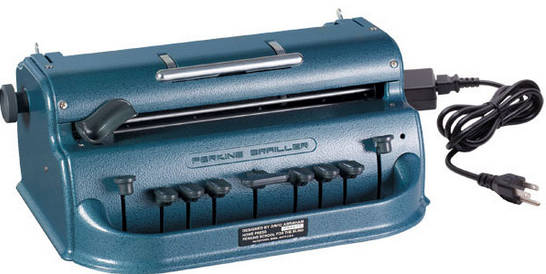 PERKINS BRAILLER
DESIGNED BY DAVID ABRAHAM
HOWE PRESS
PERKINS SCHOOL FOR THE BLIND